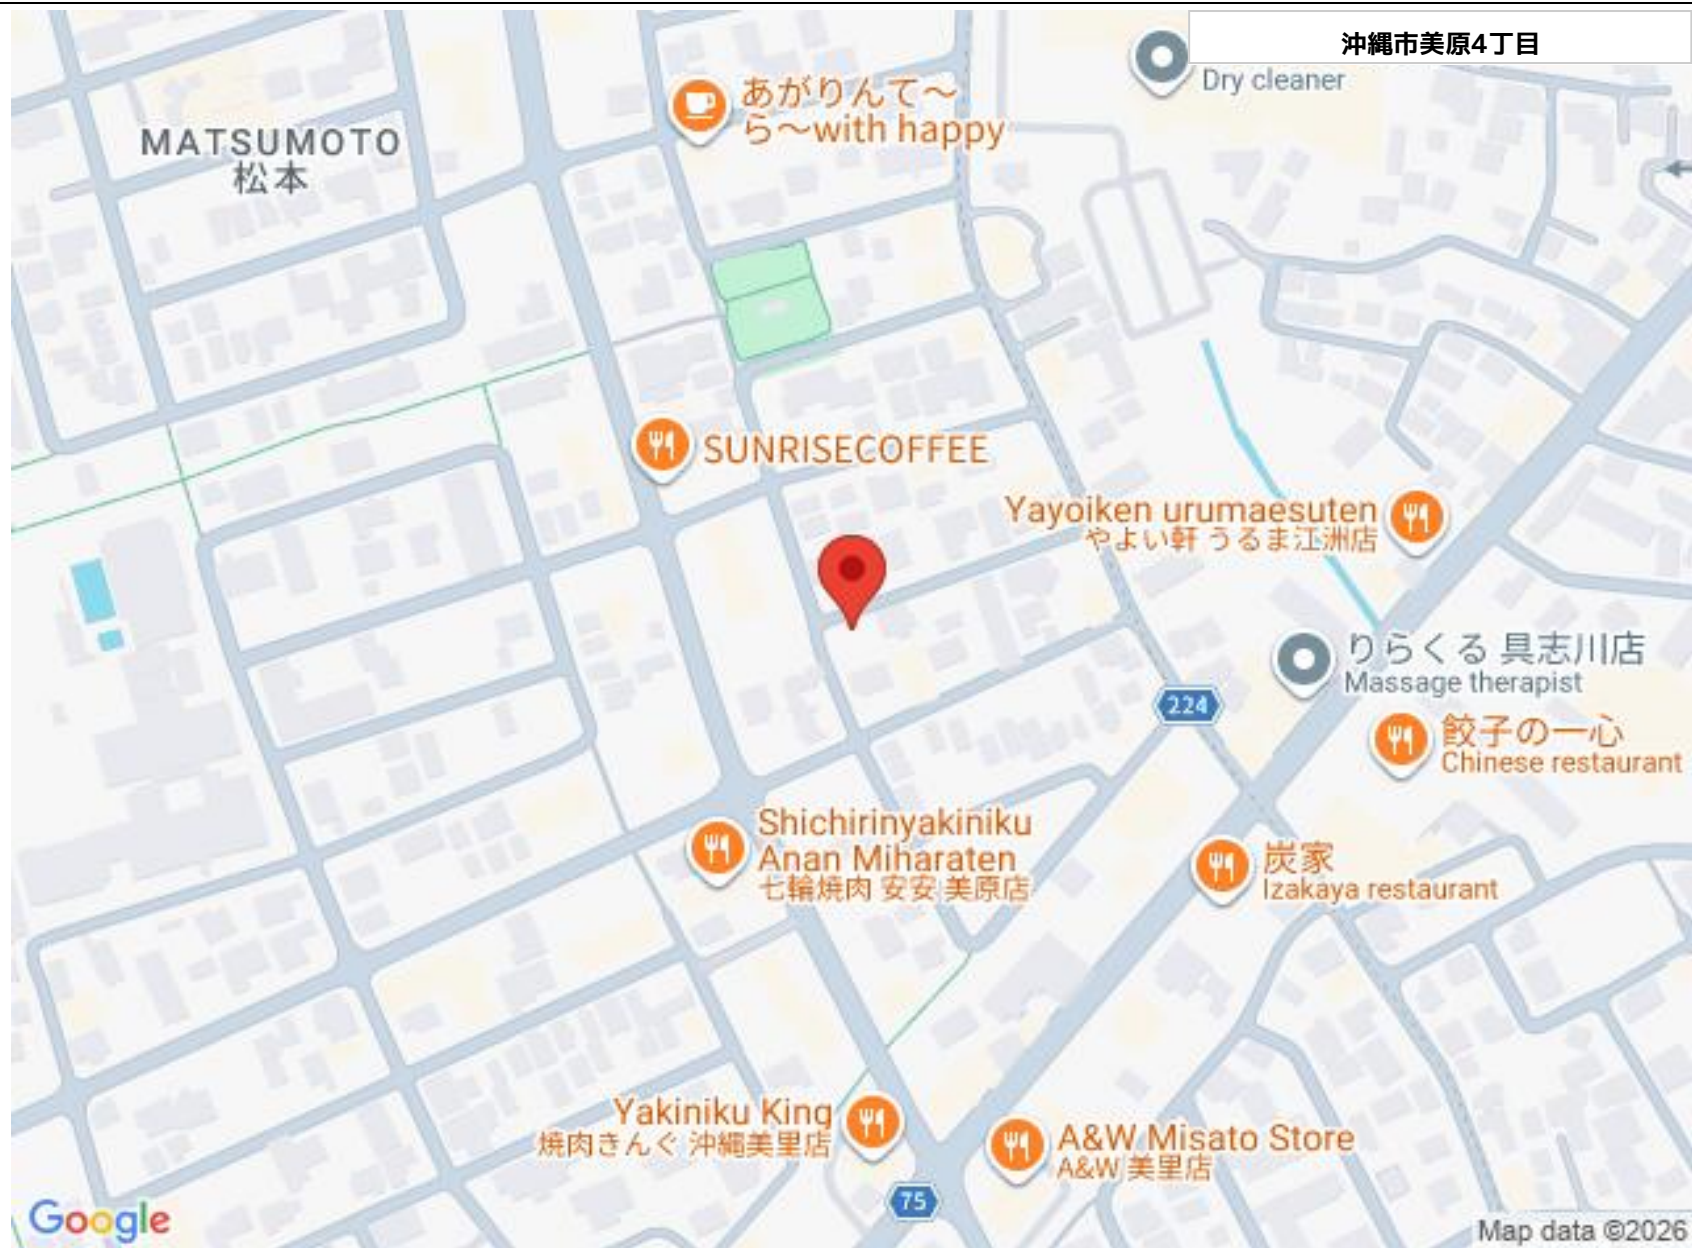 沖縄市美原4丁目
Dry cleaner
あがりんて〜
ら〜with happy
MATSUMOTO
松本
SUNRISECOFFEE
Yayoiken urumaesuten
やよい軒 うるま江洲店
りらくる 具志川店
Massage therapist
224
餃子の一心
Chinese restaurant
Shichirinyakiniku
Anan Miharaten
七輪焼肉 安安 美原店
炭家
Izakaya restaurant
Yakiniku King
焼肉きんぐ 沖縄美里店
A&W Misato Store
A&W 美里店
75
Google
Map data ©2026